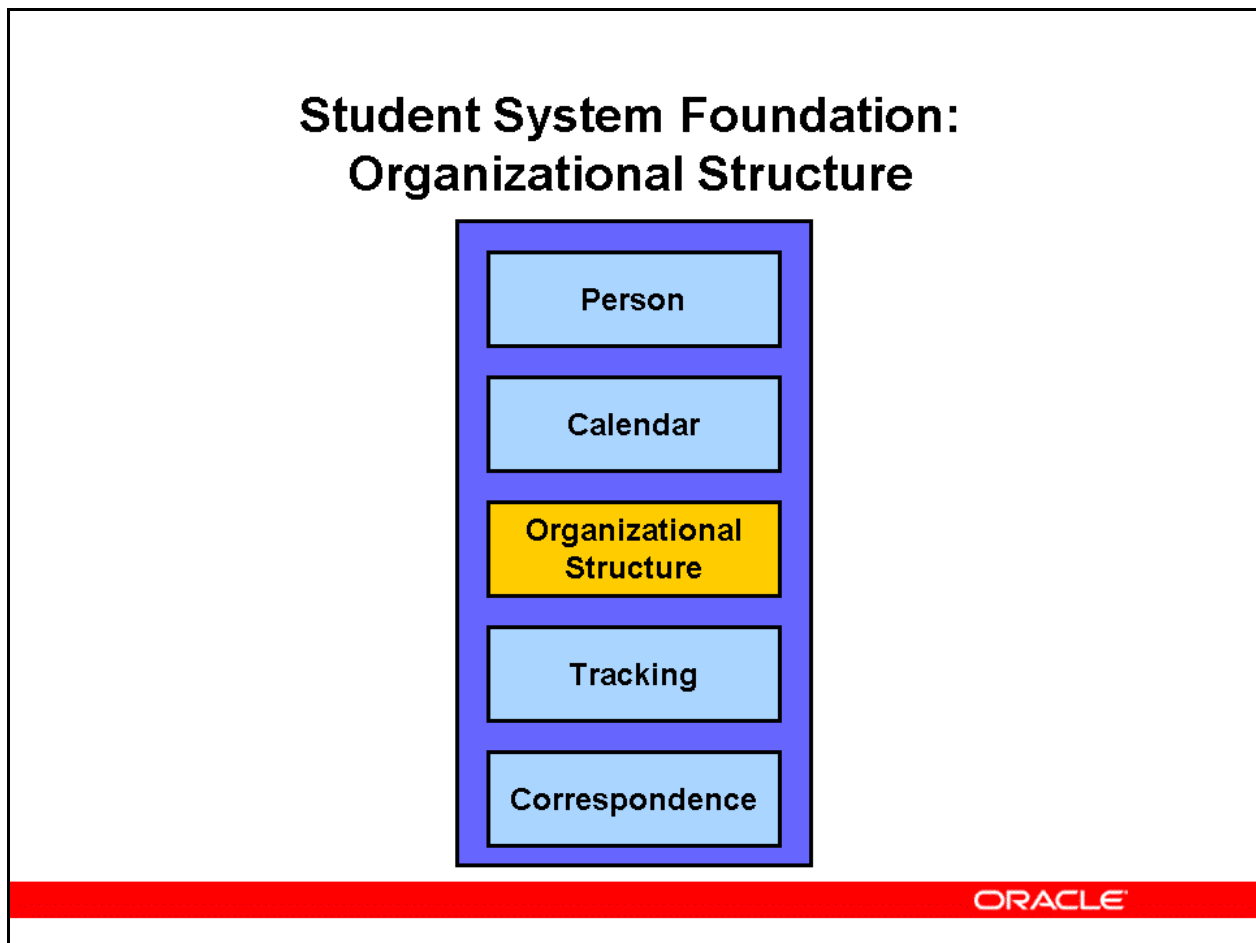 Student System Foundation:
Organizational Structure
Person
Calendar
Organizational
Structure
Tracking
Correspondence
ORACLE